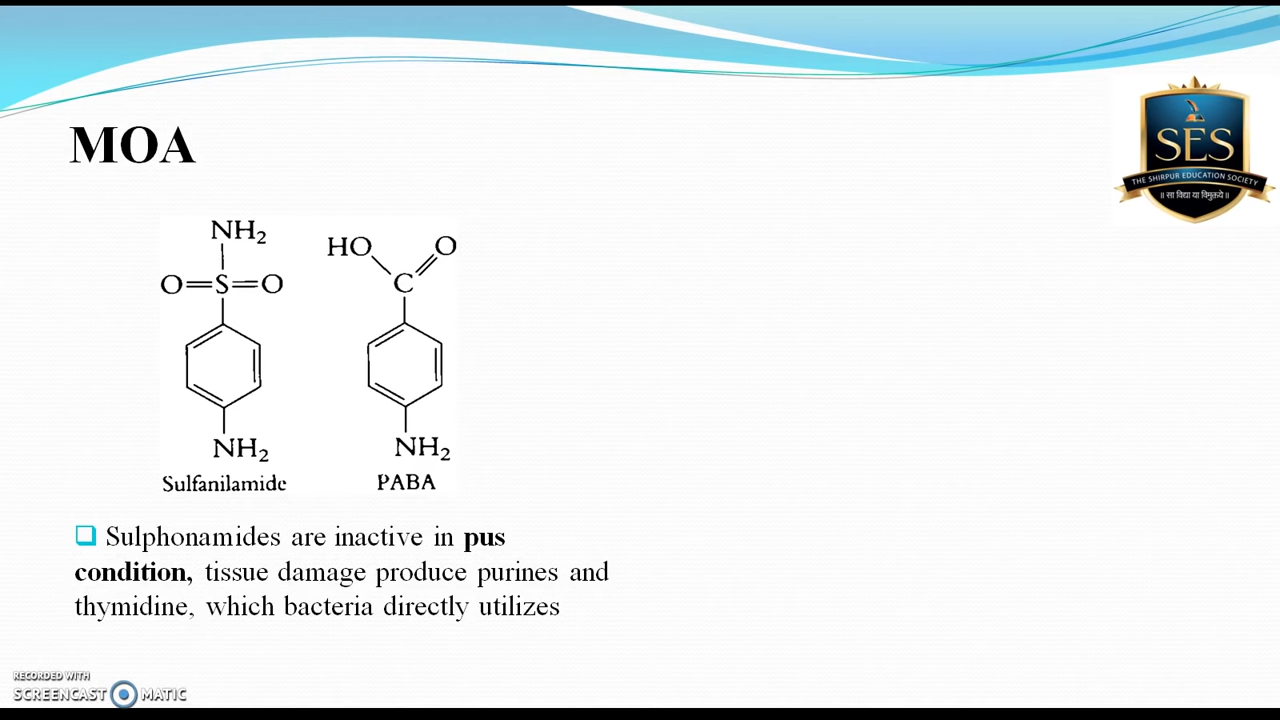 MOA
SES
THE SHIRPUR EDUCATION SOCIETY
॥ सा विद्या या विमुक्तये ॥
NH2
O=S=O
NH2
Sulfanilamide
HO O
C
NH2
PABA
❑ Sulphonamides are inactive in pus
condition, tissue damage produce purines and
thymidine, which bacteria directly utilizes
RECORDED WITH
SCREENCAST MATIC